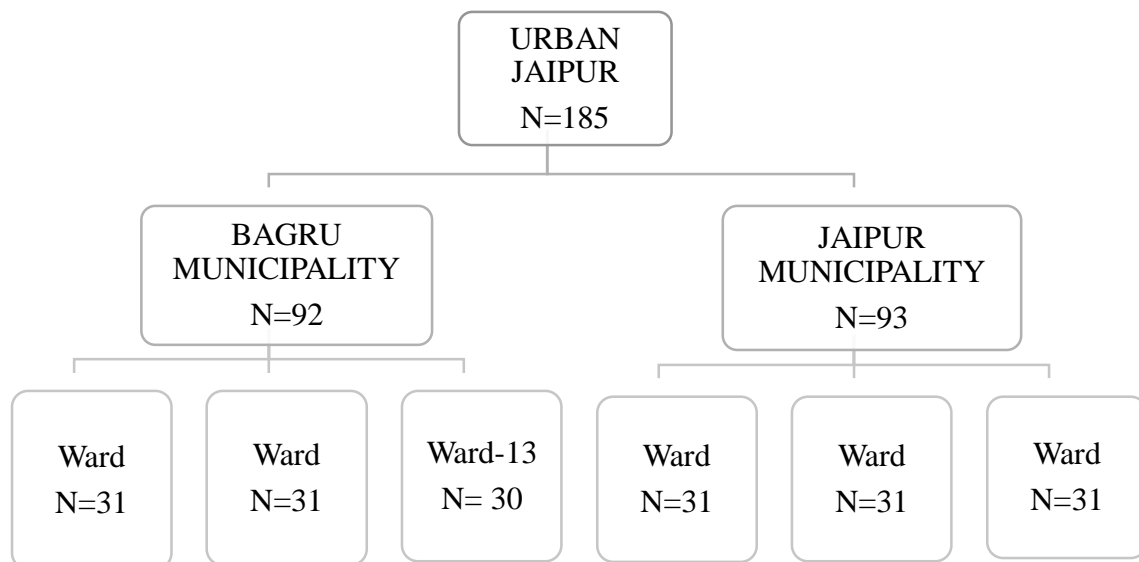 URBAN
JAIPUR
N=185
BAGRU
MUNICIPALITY
N=92
JAIPUR
MUNICIPALITY
N=93
Ward
N=31
Ward
N=31
Ward-13
N= 30
Ward
N=31
Ward
N=31
Ward
N=31